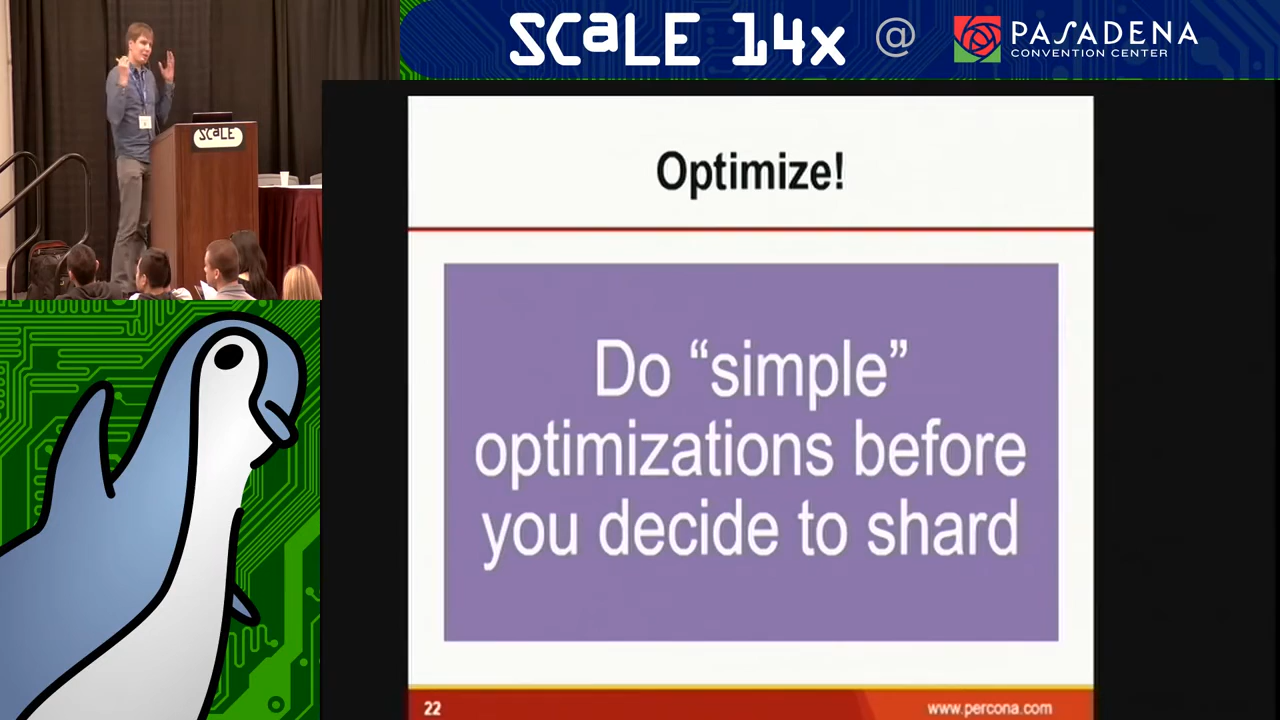 SCaLE 14x @ PASADENA
CONVENTION CENTER
SCaLE
Optimize!
Do “simple”
optimizations before
you decide to shard
22
www.percona.com